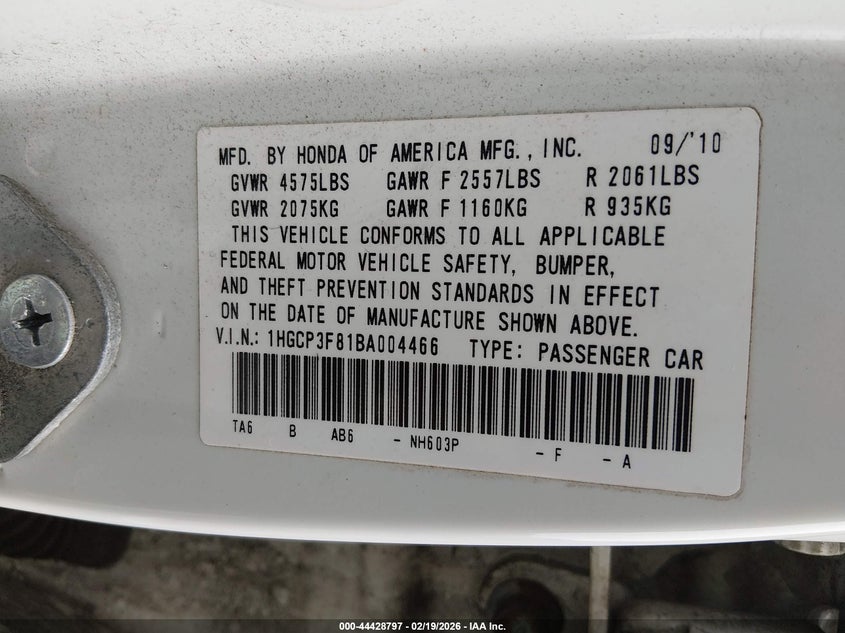 MFD. BY HONDA OF AMERICA MFG., INC. 09/'10
GVWR 4575LBS GAWR F 2557LBS R 2061LBS
GVWR 2075KG GAWR F 1160KG R 935KG
THIS VEHICLE CONFORMS TO ALL APPLICABLE
FEDERAL MOTOR VEHICLE SAFETY, BUMPER,
AND THEFT PREVENTION STANDARDS IN EFFECT
ON THE DATE OF MANUFACTURE SHOWN ABOVE.
V.I.N.: 1HGCP3F81BA004466 TYPE: PASSENGER CAR
TA6 B AB6 - NH603P - F - A
000-44428797 - 02/19/2026 - IAA Inc.